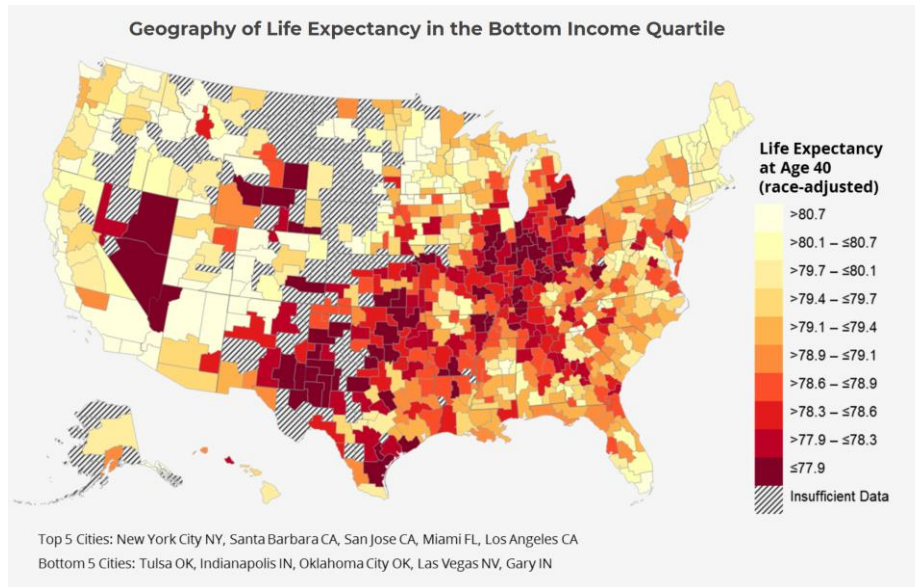 Geography of Life Expectancy in the Bottom Income Quartile
Life Expectancy
at Age 40
(race-adjusted)
>80.7
>80.1 – ≤80.7
>79.7 – ≤80.1
>79.4 – ≤79.7
>79.1 – ≤79.4
>78.9 – ≤79.1
>78.6 – ≤78.9
>78.3 – ≤78.6
>77.9 – ≤78.3
≤77.9
Insufficient Data
Top 5 Cities: New York City NY, Santa Barbara CA, San Jose CA, Miami FL, Los Angeles CA
Bottom 5 Cities: Tulsa OK, Indianapolis IN, Oklahoma City OK, Las Vegas NV, Gary IN